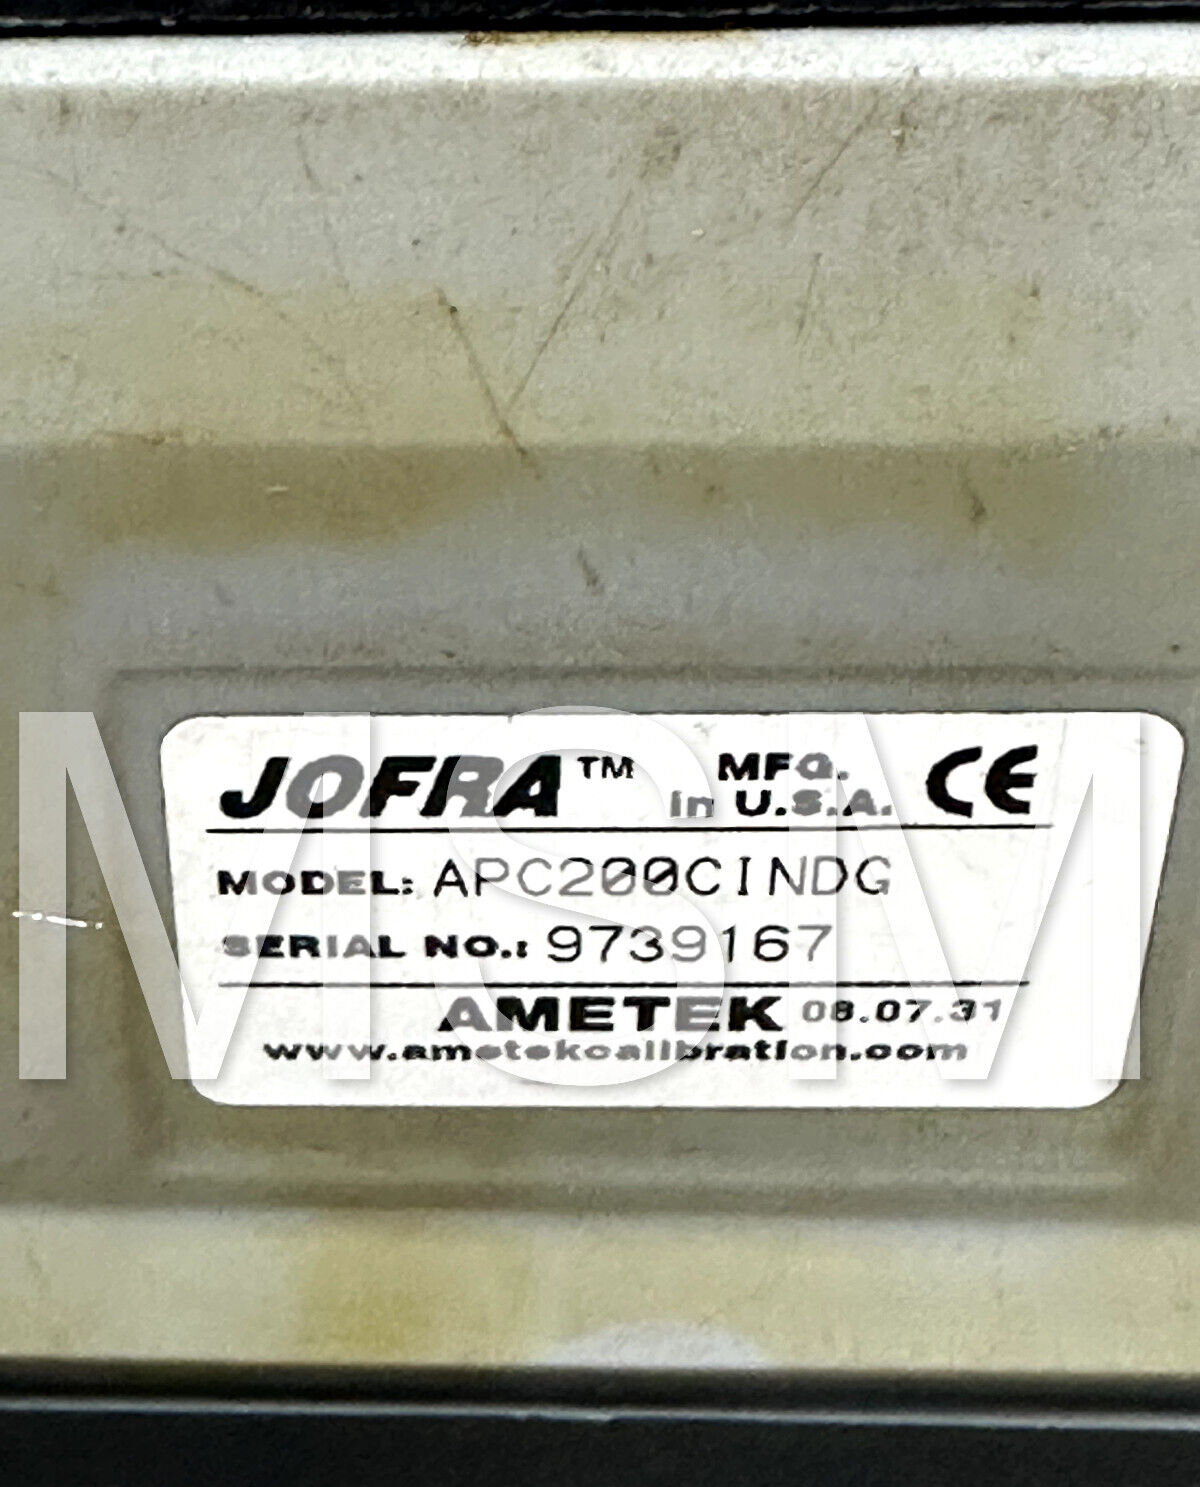 JOFRA™ MFG. in U.S.A. CE
MODEL: APC200CINDG
SERIAL NO.: 9739167
AMETEK 08.07.31
www.ametekcalibration.com
MSM